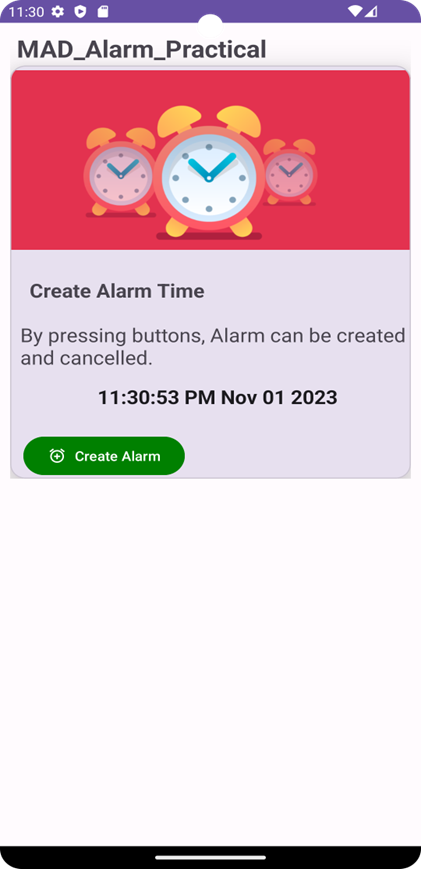 11:30
MAD_Alarm_Practical
Create Alarm Time
By pressing buttons, Alarm can be created
and cancelled.
11:30:53 PM Nov 01 2023
Create Alarm